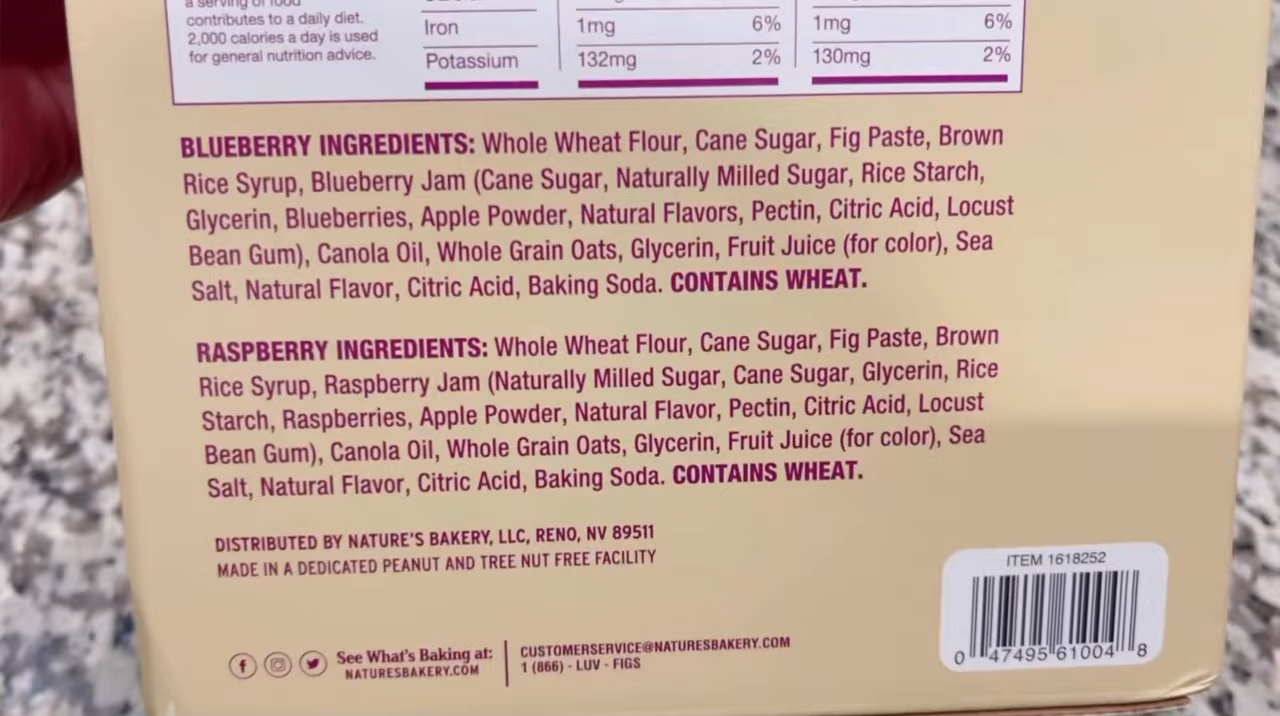 a serving of food
contributes to a daily diet.
2,000 calories a day is used
for general nutrition advice.
Iron 1mg 6% 1mg 6%
Potassium 132mg 2% 130mg 2%
BLUEBERRY INGREDIENTS: Whole Wheat Flour, Cane Sugar, Fig Paste, Brown
Rice Syrup, Blueberry Jam (Cane Sugar, Naturally Milled Sugar, Rice Starch,
Glycerin, Blueberries, Apple Powder, Natural Flavors, Pectin, Citric Acid, Locust
Bean Gum), Canola Oil, Whole Grain Oats, Glycerin, Fruit Juice (for color), Sea
Salt, Natural Flavor, Citric Acid, Baking Soda. CONTAINS WHEAT.
RASPBERRY INGREDIENTS: Whole Wheat Flour, Cane Sugar, Fig Paste, Brown
Rice Syrup, Raspberry Jam (Naturally Milled Sugar, Cane Sugar, Glycerin, Rice
Starch, Raspberries, Apple Powder, Natural Flavor, Pectin, Citric Acid, Locust
Bean Gum), Canola Oil, Whole Grain Oats, Glycerin, Fruit Juice (for color), Sea
Salt, Natural Flavor, Citric Acid, Baking Soda. CONTAINS WHEAT.
DISTRIBUTED BY NATURE'S BAKERY, LLC, RENO, NV 89511
MADE IN A DEDICATED PEANUT AND TREE NUT FREE FACILITY
See What's Baking at:
NATURESBAKERY.COM
CUSTOMERSERVICE@NATURESBAKERY.COM
1 (866) - LUV - FIGS
ITEM 1618252
0 47495 61004 8